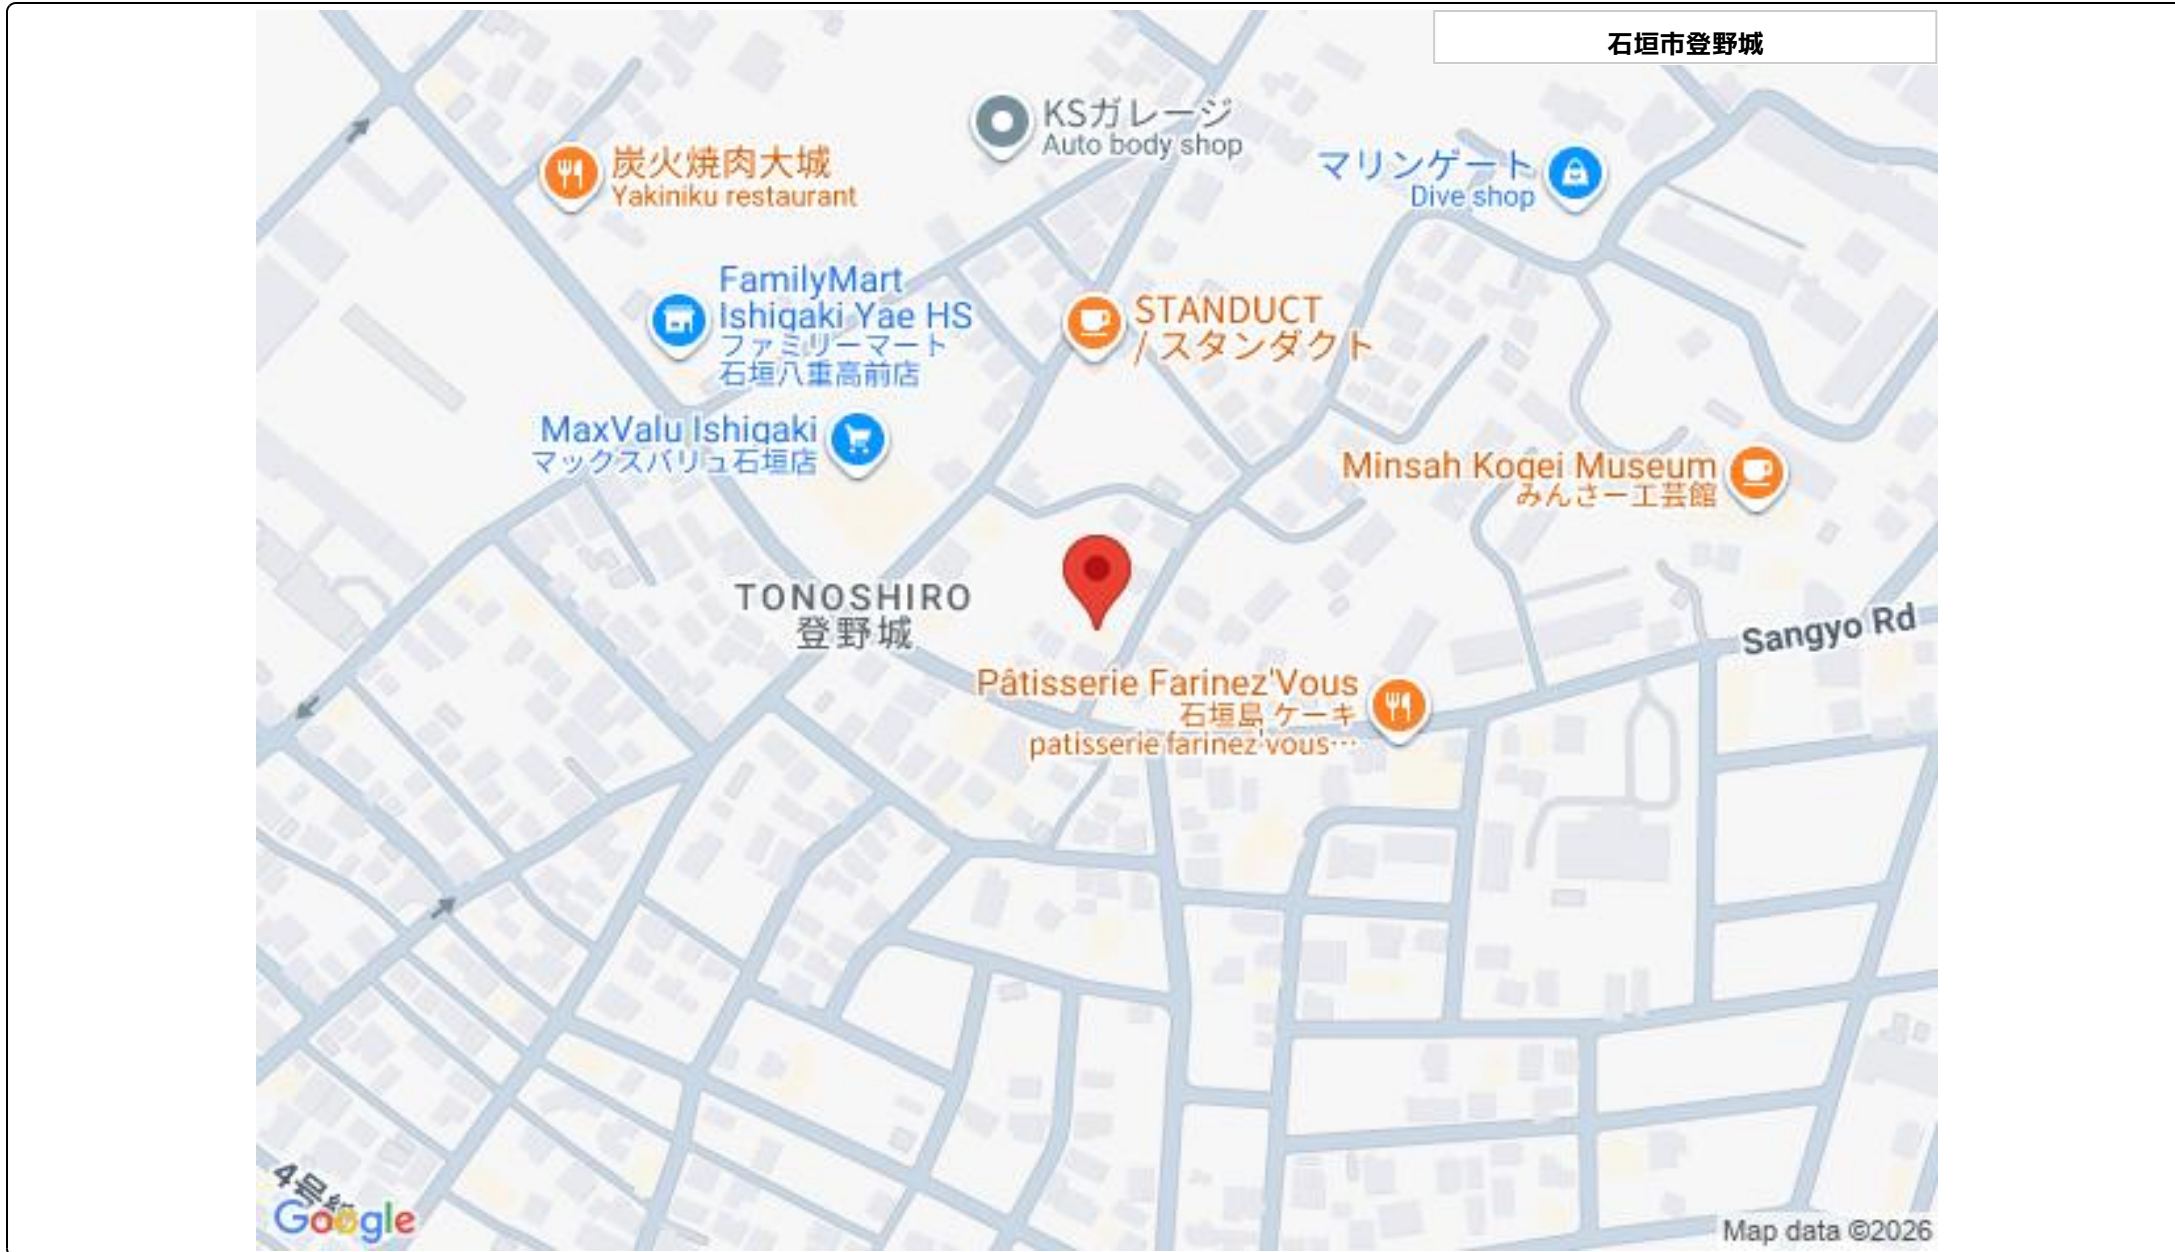 石垣市登野城
KSガレージ
Auto body shop
炭火焼肉大城
Yakiniku restaurant
マリンゲート
Dive shop
FamilyMart
Ishigaki Yae HS
ファミリーマート
石垣八重高前店
STANDUCT
/ スタンダクト
MaxValu Ishigaki
マックスバリュ石垣店
Minsah Kogei Museum
みんさー工芸館
TONOSHIRO
登野城
Sangyo Rd
Pâtisserie Farinez'Vous
石垣島 ケーキ
patisserie farinez'vous…
4号線
Google
Map data ©2026